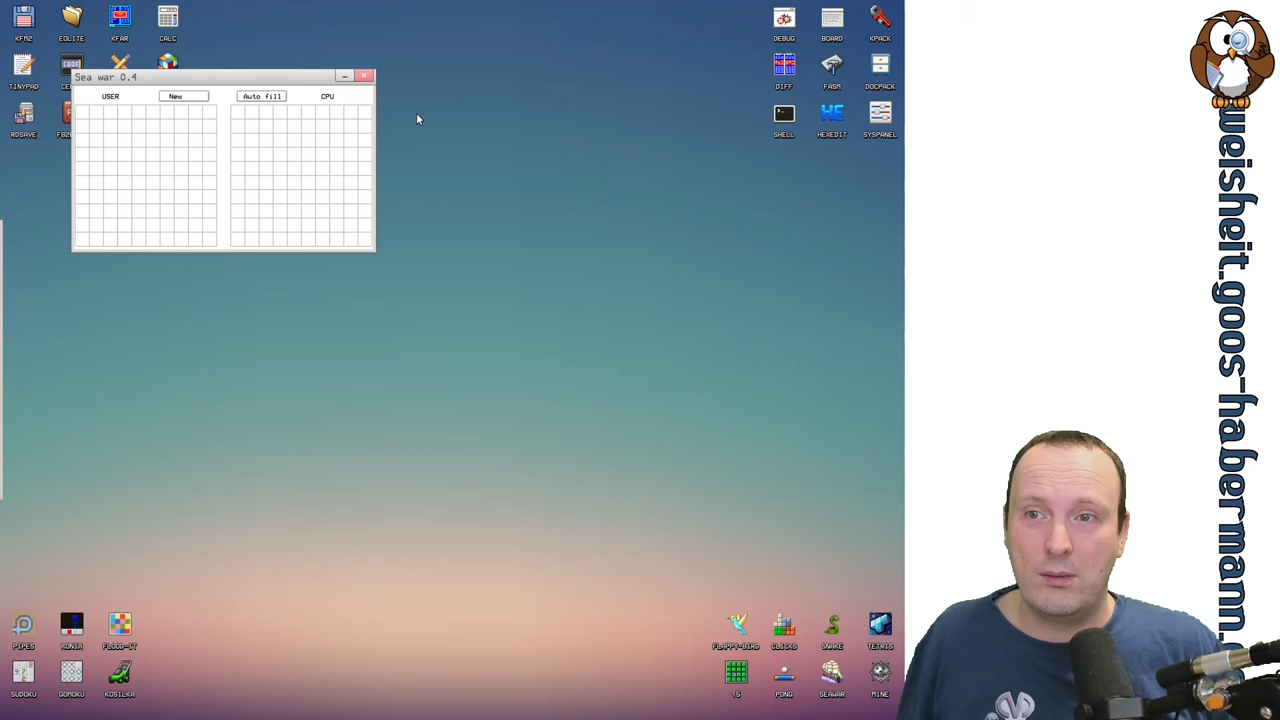 KFM2
EOLITE
KFAR
CALC
DEBUG
BOARD
KPACK
TINYPAD
DIFF
FASM
DOCPACK
Sea war 0.4
USER
New
Auto fill
CPU
RDSAVE
SHELL
HEXEDIT
SYSPANEL
PIPES
XONIX
FLOOD-IT
FLAPPY-BIRD
CLICKS
SNAKE
TETRIS
SUDOKU
GOMOKU
KOSILKA
15
PONG
SEAWAR
MINE
weisheit.goos-habermann.